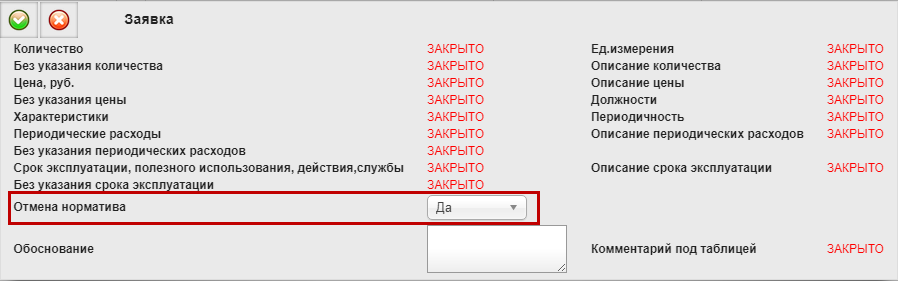 Заявка
Количество ЗАКРЫТО Ед.измерения ЗАКРЫТО
Без указания количества ЗАКРЫТО Описание количества ЗАКРЫТО
Цена, руб. ЗАКРЫТО Описание цены ЗАКРЫТО
Без указания цены ЗАКРЫТО Должности ЗАКРЫТО
Характеристики ЗАКРЫТО Периодичность ЗАКРЫТО
Периодические расходы ЗАКРЫТО Описание периодических расходов ЗАКРЫТО
Без указания периодических расходов ЗАКРЫТО
Срок эксплуатации, полезного использования, действия,службы ЗАКРЫТО Описание срока эксплуатации ЗАКРЫТО
Без указания срока эксплуатации ЗАКРЫТО
Отмена норматива Да
Обоснование Комментарий под таблицей ЗАКРЫТО